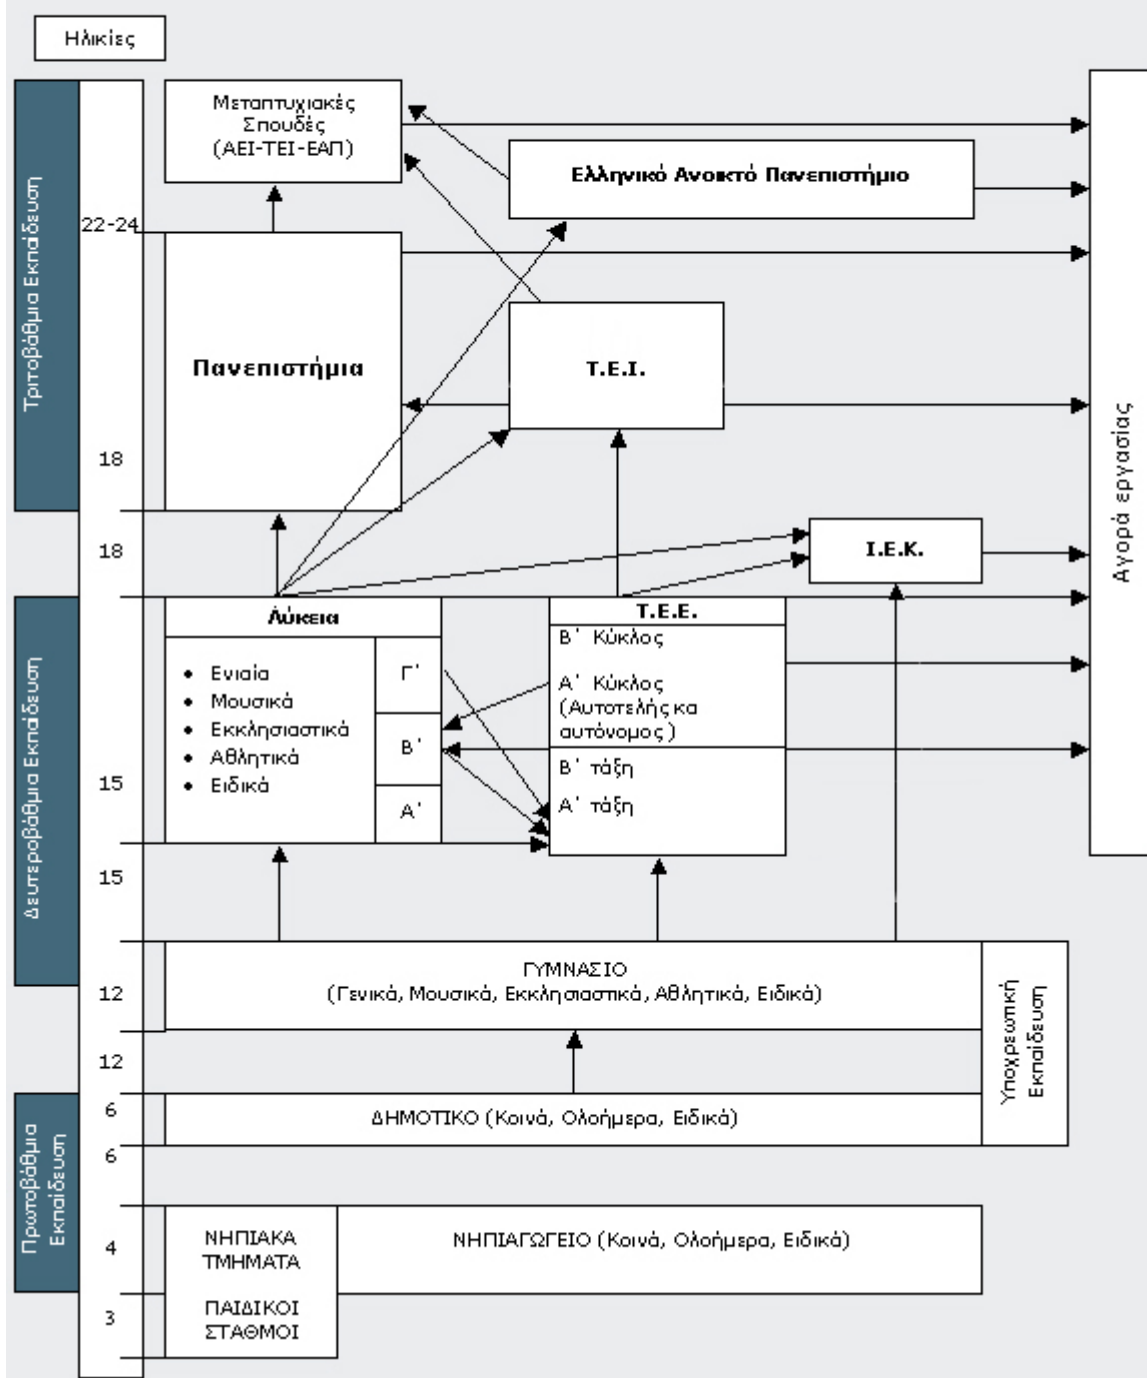 Ηλικίες
Τριτοβάθμια Εκπάιδευση
Μεταπτυχιακές
Σπουδές
(ΑΕΙ-ΤΕΙ-ΕΑΠ)
Ελληνικό Ανοικτό Πανεπιστήμιο
22-24
Πανεπιστήμια
Τ.Ε.Ι.
18
18
Ι.Ε.Κ.
Αγορά εργασίας
Δευτεροβάθμια Εκπάιδευση
Λύκεια
• Ενιαία
• Μουσικά
• Εκκλησιαστικά
• Αθλητικά
• Ειδικά
Γ'
Β'
Α'
Τ.Ε.Ε.
Β' Κύκλος
Α' Κύκλος
(Αυτοτελής κα
αυτόνομος)
Β' τάξη
Α' τάξη
15
15
ΓΥΜΝΑΣΙΟ
(Γενικά, Μουσικά, Εκκλησιαστικά, Αθλητικά, Ειδικά)
12
12
Υποχρεωτική
Εκπαίδευση
Πρωτοβάθμια
Εκπαίδευση
6
ΔΗΜΟΤΙΚΟ (Κοινά, Ολοήμερα, Ειδικά)
6
4
ΝΗΠΙΑΚΑ
ΤΜΗΜΑΤΑ
ΝΗΠΙΑΓΩΓΕΙΟ (Κοινά, Ολοήμερα, Ειδικά)
3
ΠΑΙΔΙΚΟΙ
ΣΤΑΘΜΟΙ